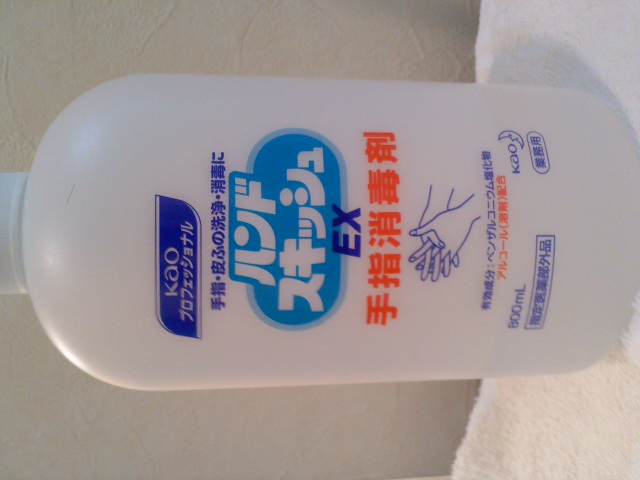 Kao
プロフェッショナル
手指・皮ふの洗浄・消毒に
ハンド
スキッシュ
EX
手指消毒剤
有効成分：ベンザルコニウム塩化物
アルコール(溶剤)配合
800mL
Kao
業務用
指定医薬部外品